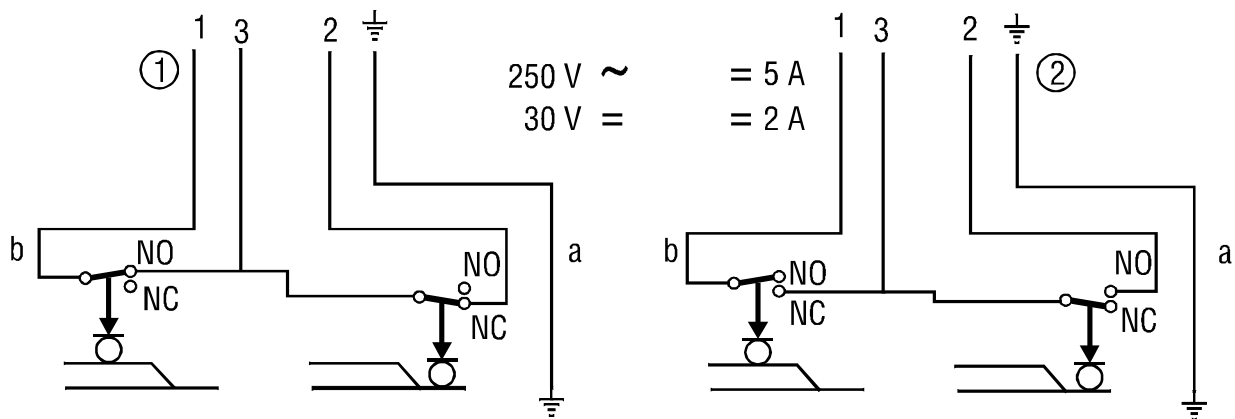 1 3 2
①
250 V ~ = 5 A
30 V = = 2 A
b
NO
NC
NO
NC
a
1 3 2
②
b
NO
NC
NO
NC
a